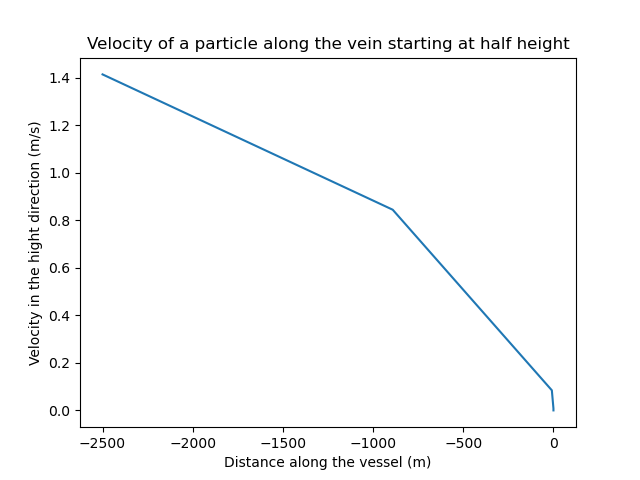 Velocity of a particle along the vein starting at half height
Velocity in the hight direction (m/s)
1.4
1.2
1.0
0.8
0.6
0.4
0.2
0.0
−2500 −2000 −1500 −1000 −500 0
Distance along the vessel (m)